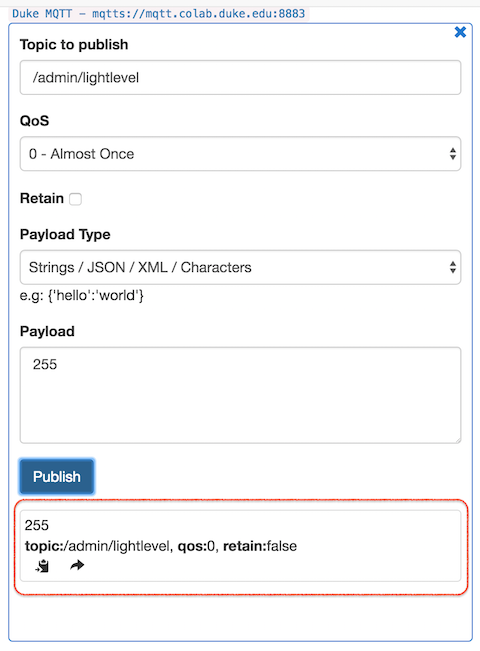 Duke MQTT - mqtts://mqtt.colab.duke.edu:8883
Topic to publish
/admin/lightlevel
QoS
0 - Almost Once
Retain
Payload Type
Strings / JSON / XML / Characters
e.g: {'hello':'world'}
Payload
255
Publish
255
topic:/admin/lightlevel, qos:0, retain:false